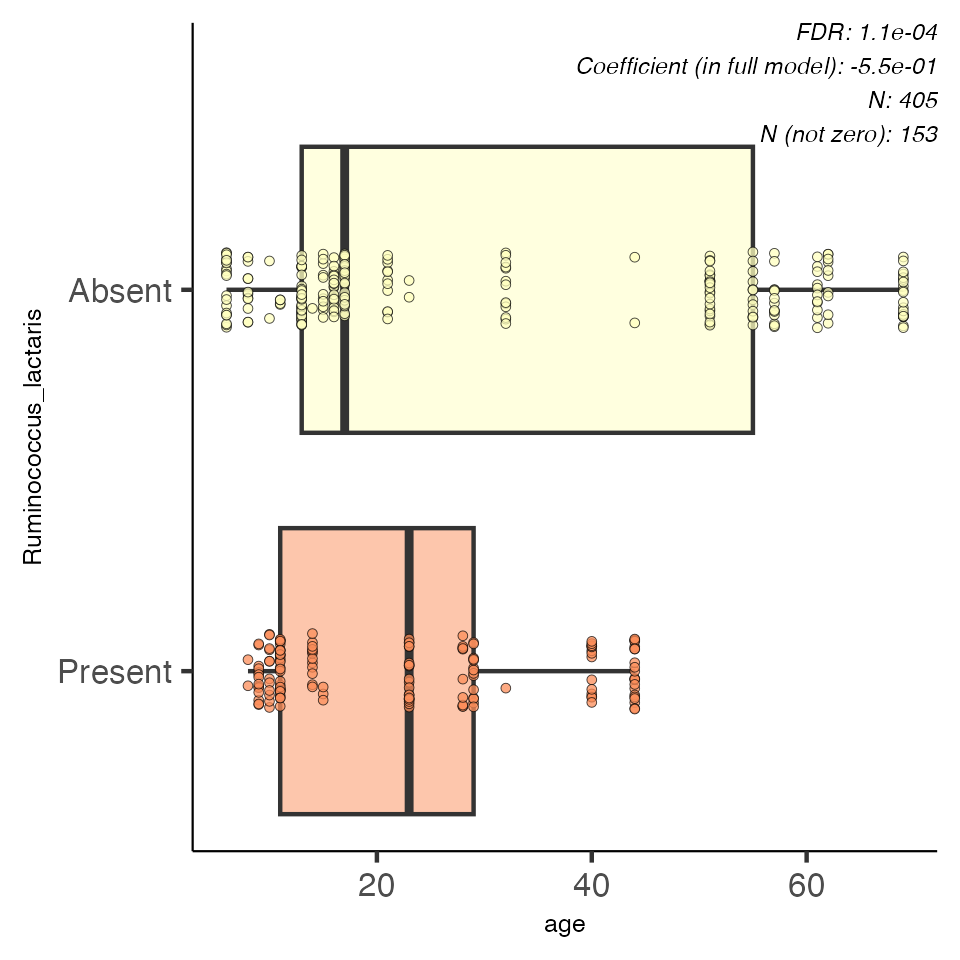 FDR: 1.1e-04
Coefficient (in full model): -5.5e-01
N: 405
N (not zero): 153
Ruminococcus_lactaris
Absent
Present
20
40
60
age